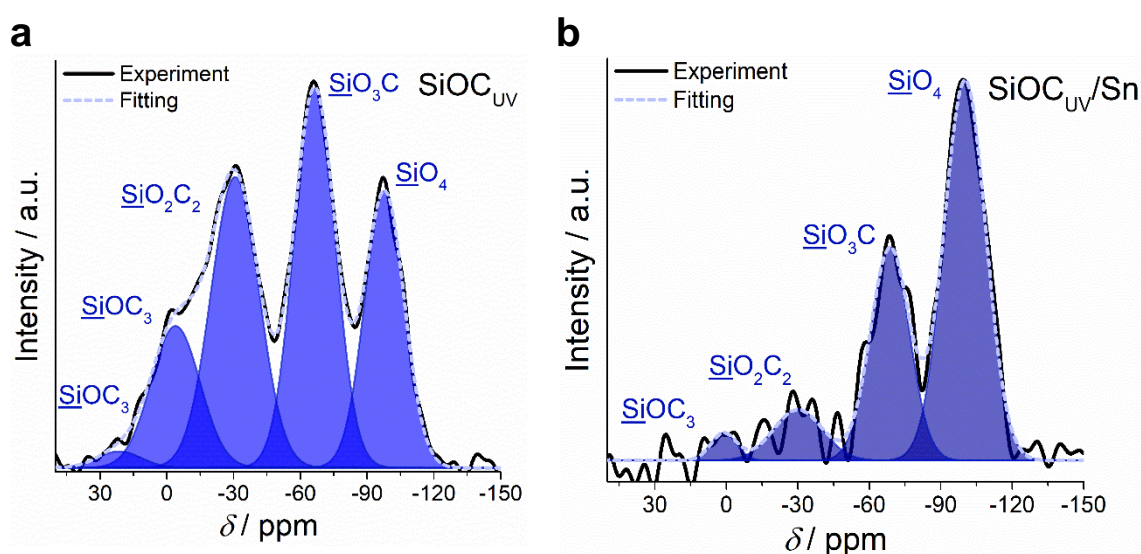 a
Experiment
Fitting
SiOC_UV
SiOC₃
SiOC₃
SiO₂C₂
SiO₃C
SiO₄
Intensity / a.u.
30 0 -30 -60 -90 -120 -150
δ / ppm
b
Experiment
Fitting
SiOC_UV/Sn
SiOC₃
SiO₂C₂
SiO₃C
SiO₄
Intensity / a.u.
30 0 -30 -60 -90 -120 -150
δ / ppm